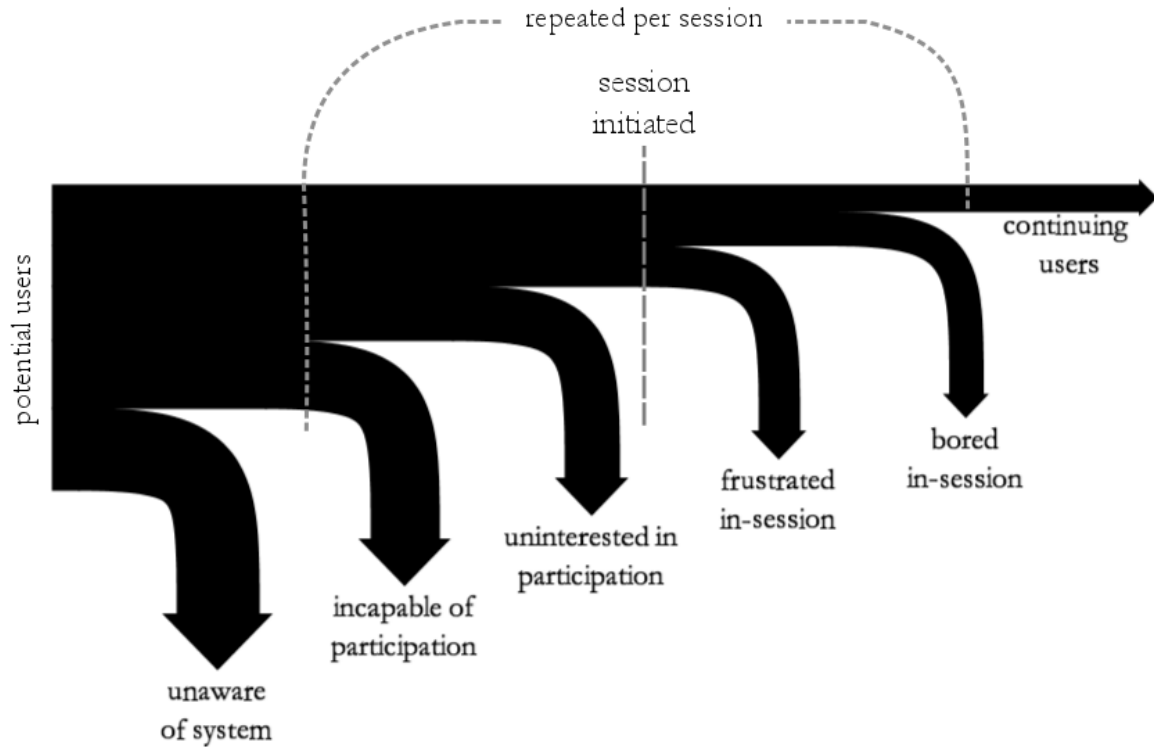 repeated per session
session
initiated
potential users
continuing
users
bored
in-session
frustrated
in-session
uninterested in
participation
incapable of
participation
unaware
of system